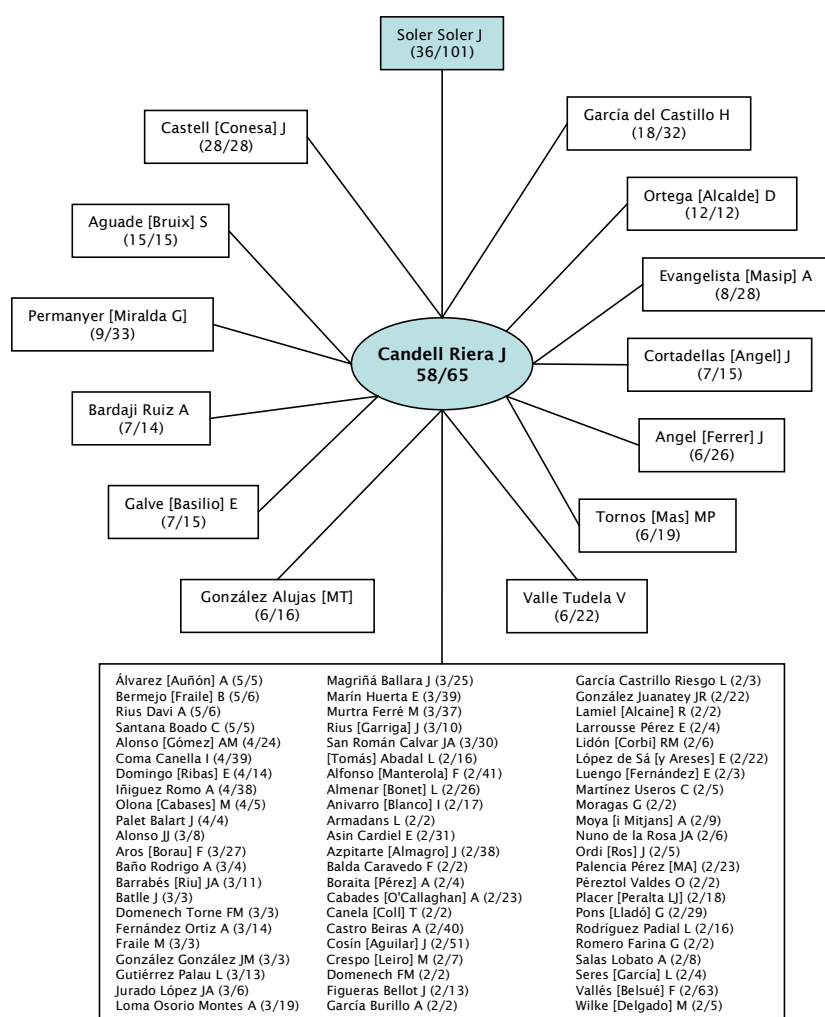 Soler Soler J
(36/101)
Castell [Conesa] J
(28/28)
García del Castillo H
(18/32)
Ortega [Alcalde] D
(12/12)
Aguade [Bruix] S
(15/15)
Evangelista [Masip] A
(8/28)
Permanyer [Miralda G]
(9/33)
Candell Riera J
58/65
Cortadellas [Angel] J
(7/15)
Bardaji Ruiz A
(7/14)
Angel [Ferrer] J
(6/26)
Galve [Basilio] E
(7/15)
Tornos [Mas] MP
(6/19)
González Alujas [MT]
(6/16)
Valle Tudela V
(6/22)
Álvarez [Auñón] A (5/5)
Bermejo [Fraile] B (5/6)
Rius Davi A (5/6)
Santana Boado C (5/5)
Alonso [Gómez] AM (4/24)
Coma Canella I (4/39)
Domingo [Ribas] E (4/14)
Iñiguez Romo A (4/38)
Olona [Cabases] M (4/5)
Palet Balart J (4/4)
Alonso JJ (3/8)
Aros [Borau] F (3/27)
Baño Rodrigo A (3/4)
Barrabés [Riu] JA (3/11)
Batlle J (3/3)
Domenech Torne FM (3/3)
Fernández Ortiz A (3/14)
Fraile M (3/3)
González González JM (3/3)
Gutiérrez Palau L (3/13)
Jurado López JA (3/6)
Loma Osorio Montes A (3/19)
Magriñá Ballara J (3/25)
Marín Huerta E (3/39)
Murtra Ferré M (3/37)
Rius [Garriga] J (3/10)
San Román Calvar JA (3/30)
[Tomás] Abadal L (2/16)
Alfonso [Manterola] F (2/41)
Almenar [Bonet] L (2/26)
Anivarro [Blanco] I (2/17)
Armadans L (2/2)
Asin Cardiel E (2/31)
Azpitarte [Almagro] J (2/38)
Balda Caravedo F (2/2)
Boraita [Pérez] A (2/4)
Cabades [O'Callaghan] A (2/23)
Canela [Coll] T (2/2)
Castro Beiras A (2/40)
Cosín [Aguilar] J (2/51)
Crespo [Leiro] M (2/7)
Domenech FM (2/2)
Figueras Bellot J (2/13)
García Burillo A (2/2)
García Castrillo Riesgo L (2/3)
González Juanatey JR (2/22)
Lamiel [Alcaine] R (2/2)
Larrousse Pérez E (2/4)
Lidón [Corbi] RM (2/6)
López de Sá [y Areses] E (2/22)
Luengo [Fernández] E (2/3)
Martínez Useros C (2/5)
Moragas G (2/2)
Moya [i Mitjans] A (2/9)
Nuno de la Rosa JA (2/6)
Ordi [Ros] J (2/5)
Palencia Pérez [MA] (2/23)
Péreztol Valdes O (2/2)
Placer [Peralta LJ] (2/18)
Pons [Lladó] G (2/29)
Rodríguez Padial L (2/16)
Romero Farina G (2/2)
Salas Lobato A (2/8)
Seres [García] L (2/4)
Vallés [Belsué] F (2/63)
Wilke [Delgado] M (2/5)